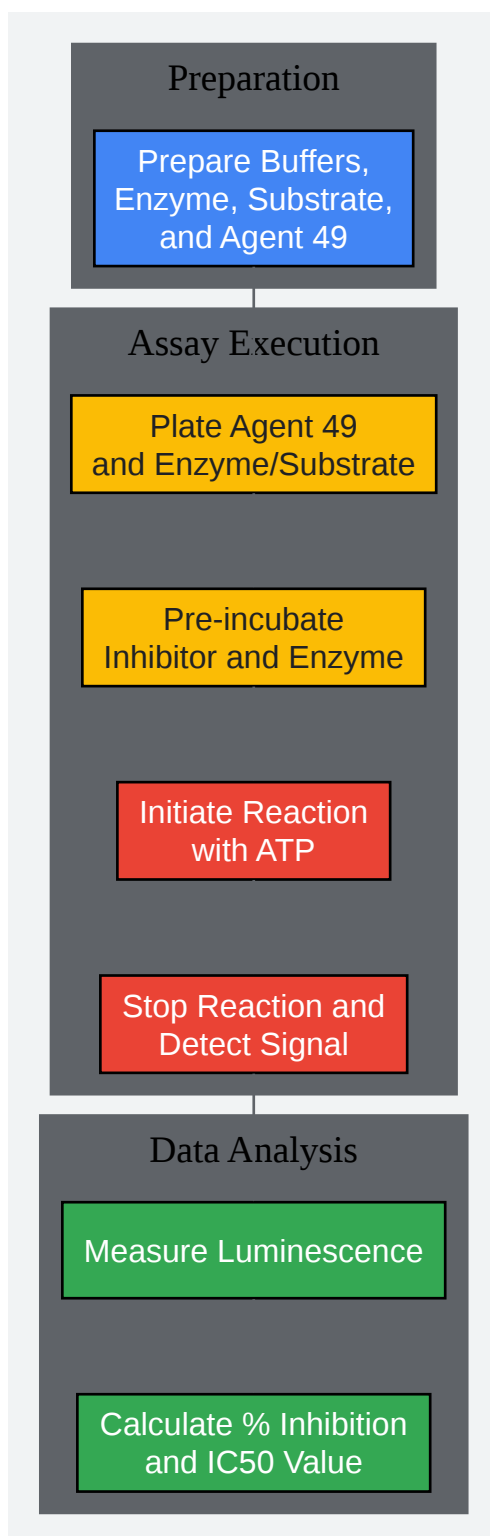 Preparation
Prepare Buffers,
Enzyme, Substrate,
and Agent 49
Assay Execution
Plate Agent 49
and Enzyme/Substrate
Pre-incubate
Inhibitor and Enzyme
Initiate Reaction
with ATP
Stop Reaction and
Detect Signal
Data Analysis
Measure Luminescence
Calculate % Inhibition
and IC50 Value